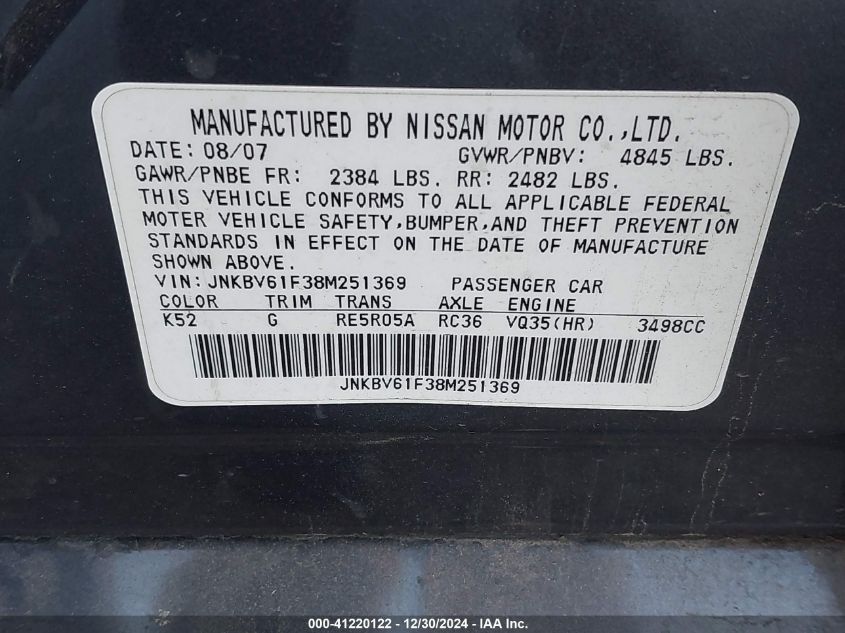 MANUFACTURED BY NISSAN MOTOR CO.,LTD.
DATE: 08/07 GVWR/PNBV: 4845 LBS.
GAWR/PNBE FR: 2384 LBS. RR: 2482 LBS.
THIS VEHICLE CONFORMS TO ALL APPLICABLE FEDERAL
MOTER VEHICLE SAFETY,BUMPER,AND THEFT PREVENTION
STANDARDS IN EFFECT ON THE DATE OF MANUFACTURE
SHOWN ABOVE.
VIN: JNKBV61F38M251369 PASSENGER CAR
COLOR TRIM TRANS AXLE ENGINE
K52 G RE5R05A RC36 VQ35(HR) 3498CC
JNKBV61F38M251369
000-41220122 - 12/30/2024 - IAA Inc.